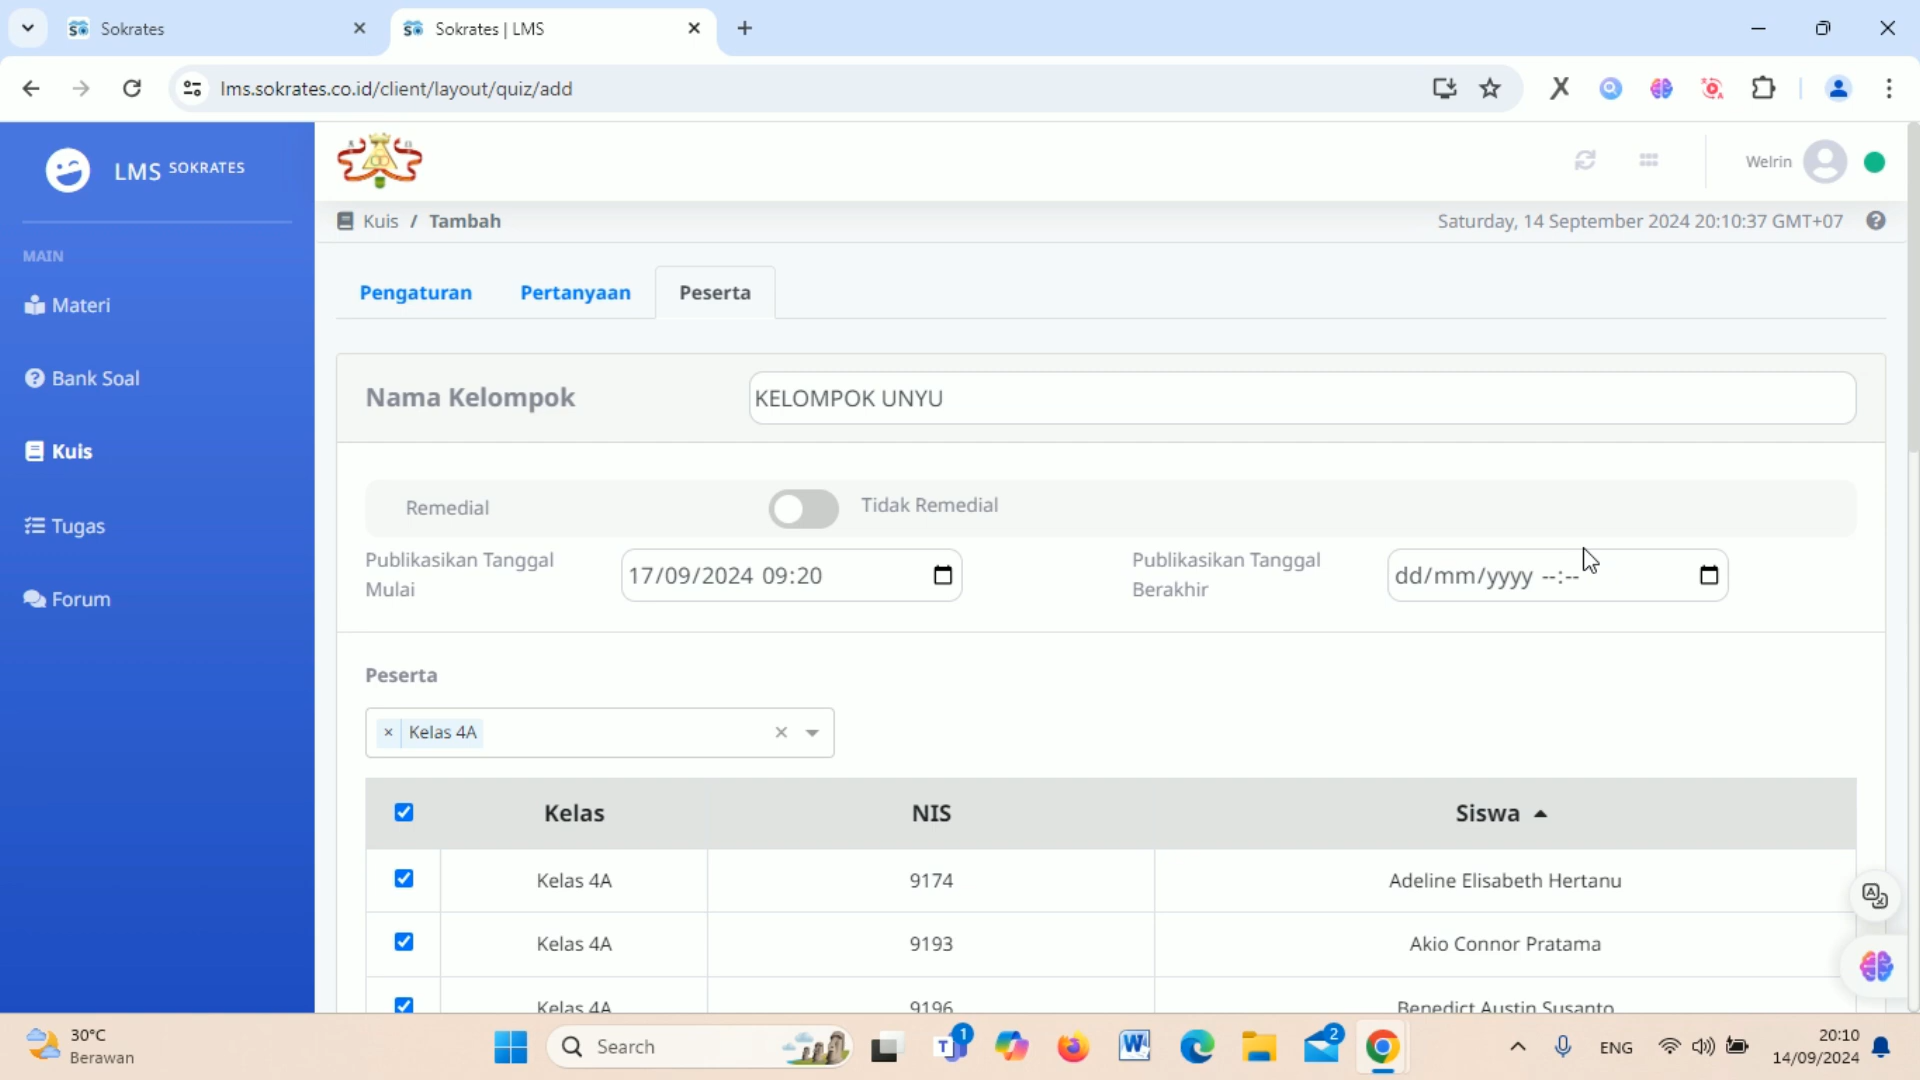 Sokrates
Sokrates | LMS
lms.sokrates.co.id/client/layout/quiz/add
LMS SOKRATES
Welrin
Kuis / Tambah
Saturday, 14 September 2024 20:10:37 GMT+07
MAIN
Materi
Bank Soal
Kuis
Tugas
Forum
Pengaturan
Pertanyaan
Peserta
Nama Kelompok
KELOMPOK UNYU
Remedial
Tidak Remedial
Publikasikan Tanggal
Mulai
17/09/2024 09:20
Publikasikan Tanggal
Berakhir
dd/mm/yyyy --:--
Peserta
× Kelas 4A
Kelas NIS Siswa
Kelas 4A 9174 Adeline Elisabeth Hertanu
Kelas 4A 9193 Akio Connor Pratama
Kelas 4A 9196 Benedict Austin Susanto
30°C
Berawan
Search
1
2
ENG
20:10
14/09/2024